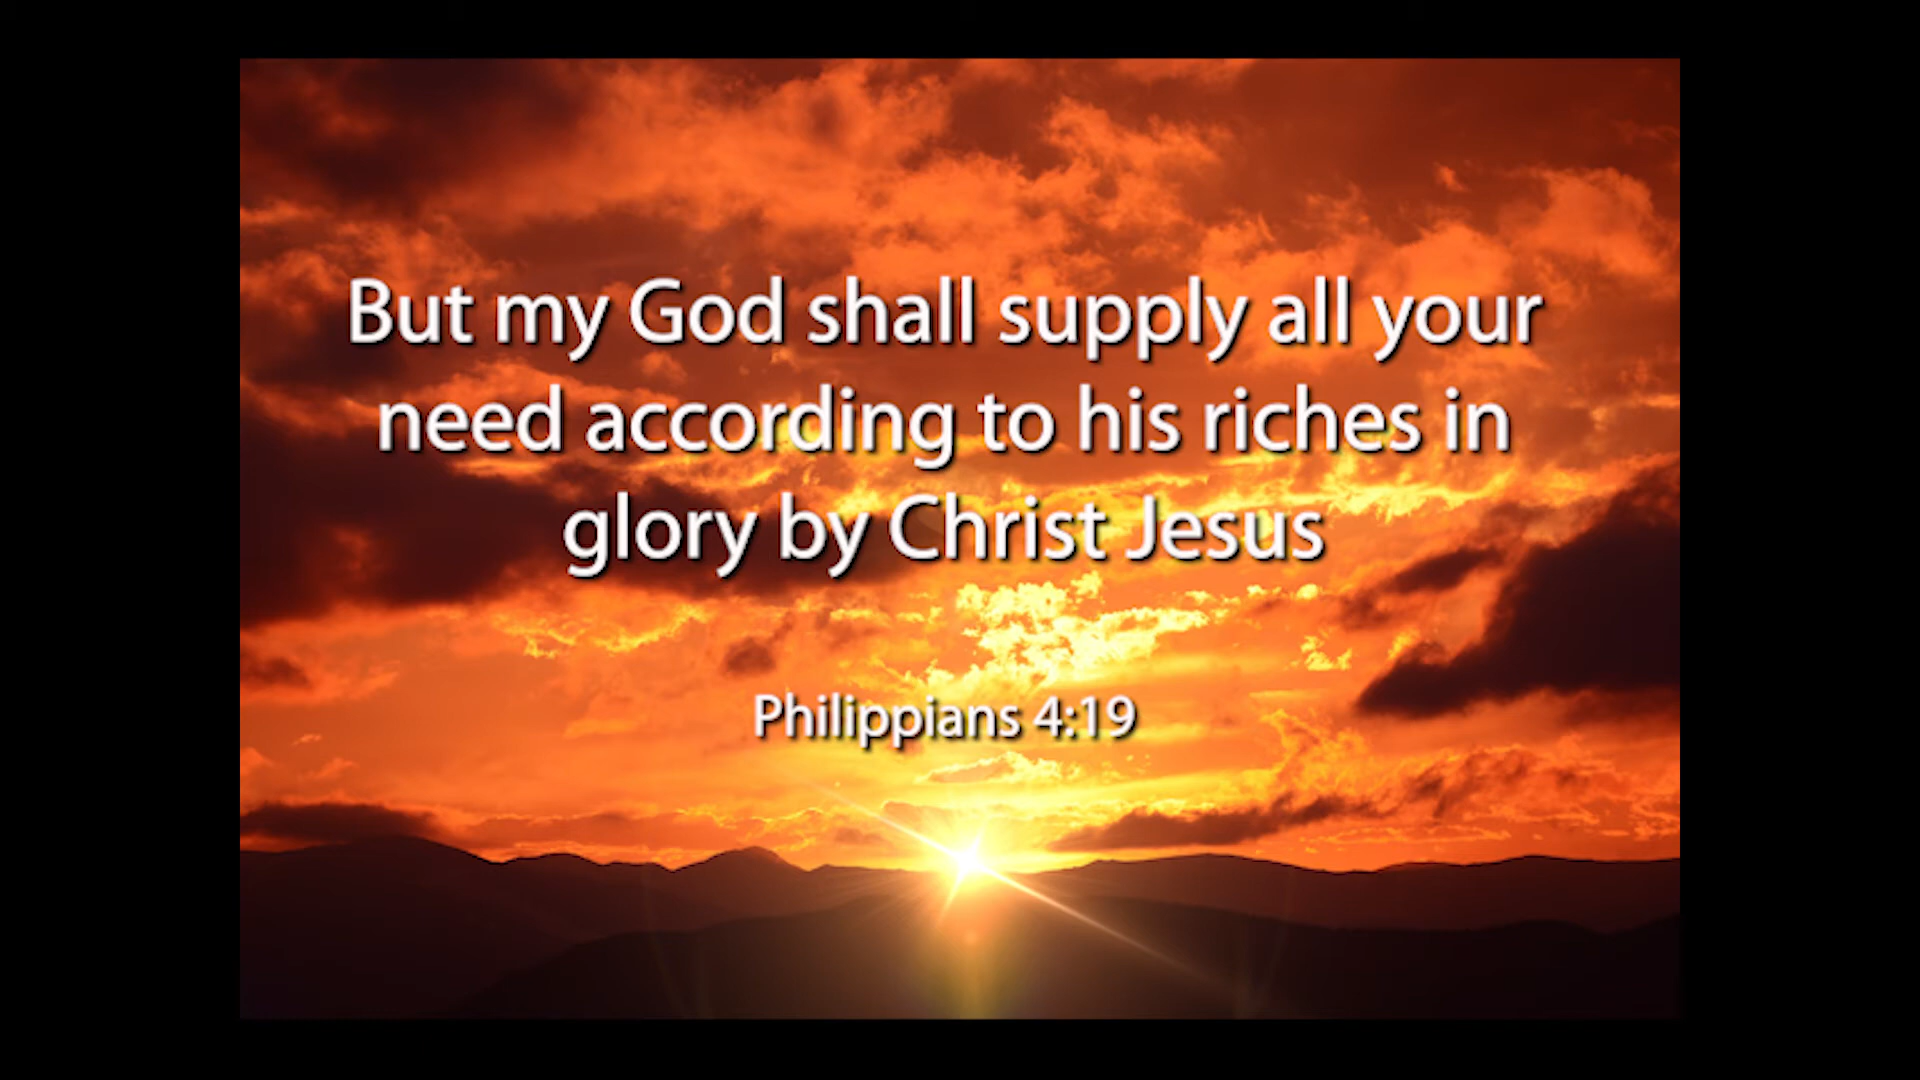 But my God shall supply all your
need according to his riches in
glory by Christ Jesus
Philippians 4:19